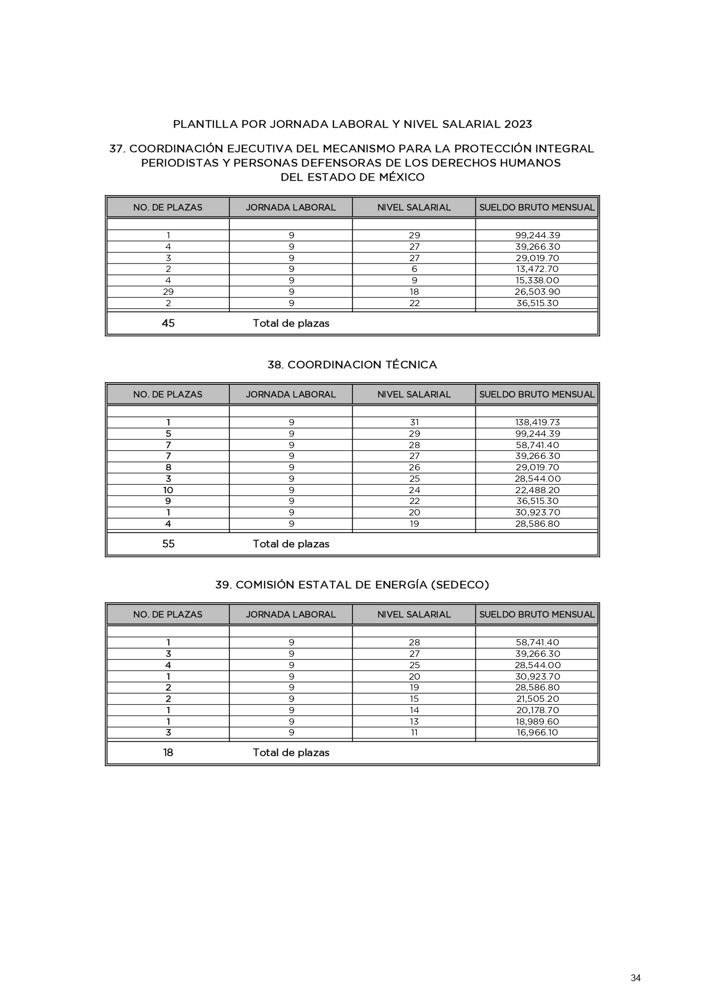 PLANTILLA POR JORNADA LABORAL Y NIVEL SALARIAL 2023
37. COORDINACIÓN EJECUTIVA DEL MECANISMO PARA LA PROTECCIÓN INTEGRAL
PERIODISTAS Y PERSONAS DEFENSORAS DE LOS DERECHOS HUMANOS
DEL ESTADO DE MÉXICO
NO. DE PLAZAS JORNADA LABORAL NIVEL SALARIAL SUELDO BRUTO MENSUAL
1 9 29 99,244.39
4 9 27 39,266.30
3 9 27 29,019.70
2 9 6 13,472.70
4 9 9 15,338.00
29 9 18 26,503.90
2 9 22 36,515.30
45 Total de plazas
38. COORDINACION TÉCNICA
NO. DE PLAZAS JORNADA LABORAL NIVEL SALARIAL SUELDO BRUTO MENSUAL
1 9 31 138,419.73
5 9 29 99,244.39
7 9 28 58,741.40
7 9 27 39,266.30
8 9 26 29,019.70
3 9 25 28,544.00
10 9 24 22,488.20
9 9 22 36,515.30
1 9 20 30,923.70
4 9 19 28,586.80
55 Total de plazas
39. COMISIÓN ESTATAL DE ENERGÍA (SEDECO)
NO. DE PLAZAS JORNADA LABORAL NIVEL SALARIAL SUELDO BRUTO MENSUAL
1 9 28 58,741.40
3 9 27 39,266.30
4 9 25 28,544.00
1 9 20 30,923.70
2 9 19 28,586.80
2 9 15 21,505.20
1 9 14 20,178.70
1 9 13 18,989.60
3 9 11 16,966.10
18 Total de plazas
34